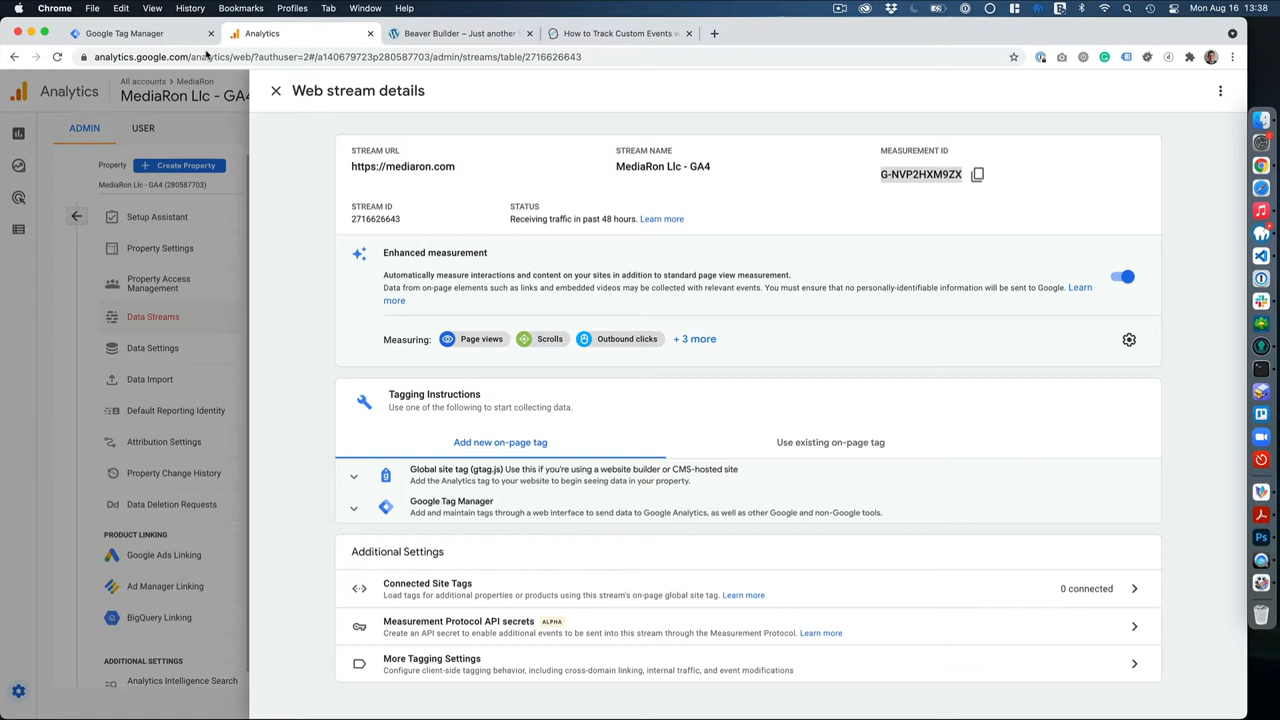 Chrome File Edit View History Bookmarks Profiles Tab Window Help Mon Aug 16 13:38
Google Tag Manager
Analytics
Beaver Builder – Just another
How to Track Custom Events w
analytics.google.com/analytics/web/?authuser=2#/a140679723p280587703/admin/streams/table/2716626643
Analytics
All accounts > MediaRon
MediaRon Llc - GA4
ADMIN USER
Property
Create Property
MediaRon Llc - GA4 (280587703)
Setup Assistant
Property Settings
Property Access
Management
Data Streams
Data Settings
Data Import
Default Reporting Identity
Attribution Settings
Property Change History
Dd Data Deletion Requests
PRODUCT LINKING
Google Ads Linking
Ad Manager Linking
BigQuery Linking
ADDITIONAL SETTINGS
Analytics Intelligence Search
Web stream details
STREAM URL
https://mediaron.com
STREAM NAME
MediaRon Llc - GA4
MEASUREMENT ID
G-NVP2HXM9ZX
STREAM ID
2716626643
STATUS
Receiving traffic in past 48 hours. Learn more
Enhanced measurement
Automatically measure interactions and content on your sites in addition to standard page view measurement.
Data from on-page elements such as links and embedded videos may be collected with relevant events. You must ensure that no personally-identifiable information will be sent to Google. Learn
more
Measuring: Page views Scrolls Outbound clicks + 3 more
Tagging Instructions
Use one of the following to start collecting data.
Add new on-page tag
Use existing on-page tag
Global site tag (gtag.js) Use this if you're using a website builder or CMS-hosted site
Add the Analytics tag to your website to begin seeing data in your property.
Google Tag Manager
Add and maintain tags through a web interface to send data to Google Analytics, as well as other Google and non-Google tools.
Additional Settings
Connected Site Tags
Load tags for additional properties or products using this stream's on-page global site tag. Learn more
0 connected
Measurement Protocol API secrets ALPHA
Create an API secret to enable additional events to be sent into this stream through the Measurement Protocol. Learn more
More Tagging Settings
Configure client-side tagging behavior, including cross-domain linking, internal traffic, and event modifications
Ps